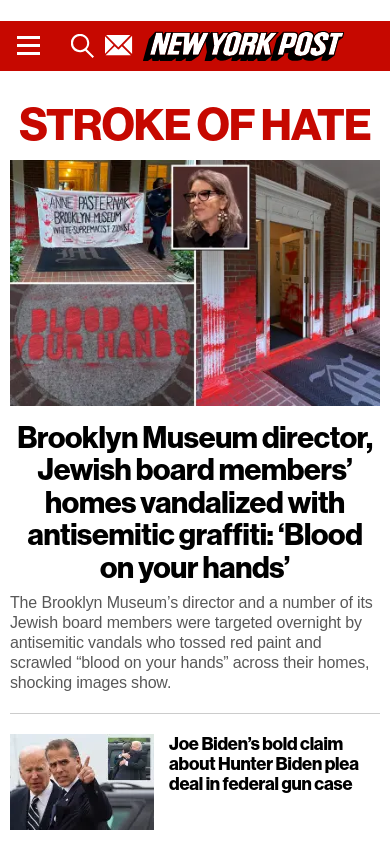 NEW YORK POST
STROKE OF HATE
ANNE PASTERNAK
BROOKLYN MUSEUM
WHITE-SUPREMACIST ZIONIST
BLOOD ON
YOUR HANDS
Brooklyn Museum director,
Jewish board members’
homes vandalized with
antisemitic graffiti: ‘Blood
on your hands’
The Brooklyn Museum’s director and a number of its
Jewish board members were targeted overnight by
antisemitic vandals who tossed red paint and
scrawled “blood on your hands” across their homes,
shocking images show.
Joe Biden’s bold claim
about Hunter Biden plea
deal in federal gun case